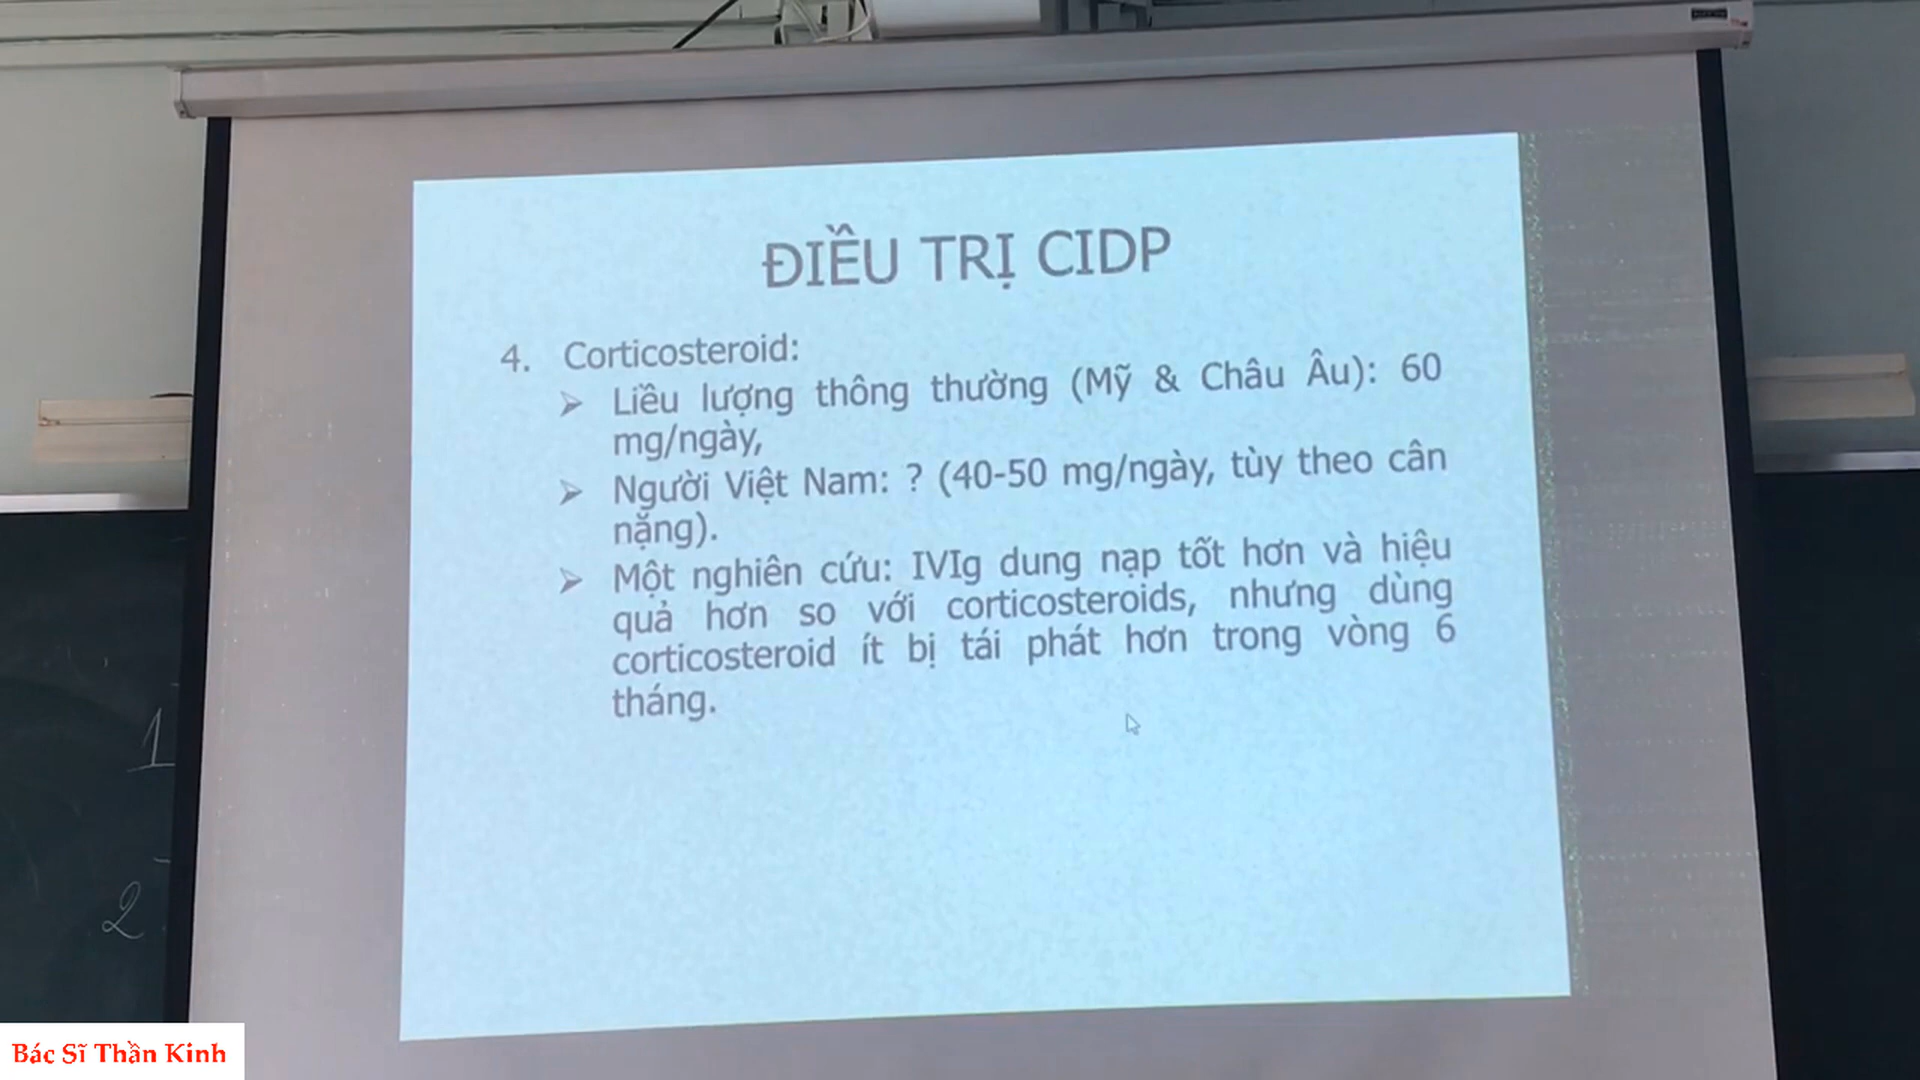 ĐIỀU TRỊ CIDP
4. Corticosteroid:
➢ Liều lượng thông thường (Mỹ & Châu Âu): 60
mg/ngày,
➢ Người Việt Nam: ? (40-50 mg/ngày, tùy theo cân
nặng).
➢ Một nghiên cứu: IVIg dung nạp tốt hơn và hiệu
quả hơn so với corticosteroids, nhưng dùng
corticosteroid ít bị tái phát hơn trong vòng 6
tháng.
1
2
Bác Sĩ Thần Kinh